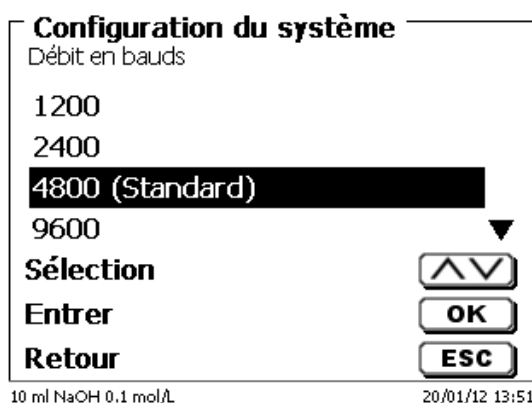 Configuration du système
Débit en bauds
1200
2400
4800 (Standard)
9600
Sélection
Entrer OK
Retour ESC
10 ml NaOH 0.1 mol/L 20/01/12 13:51